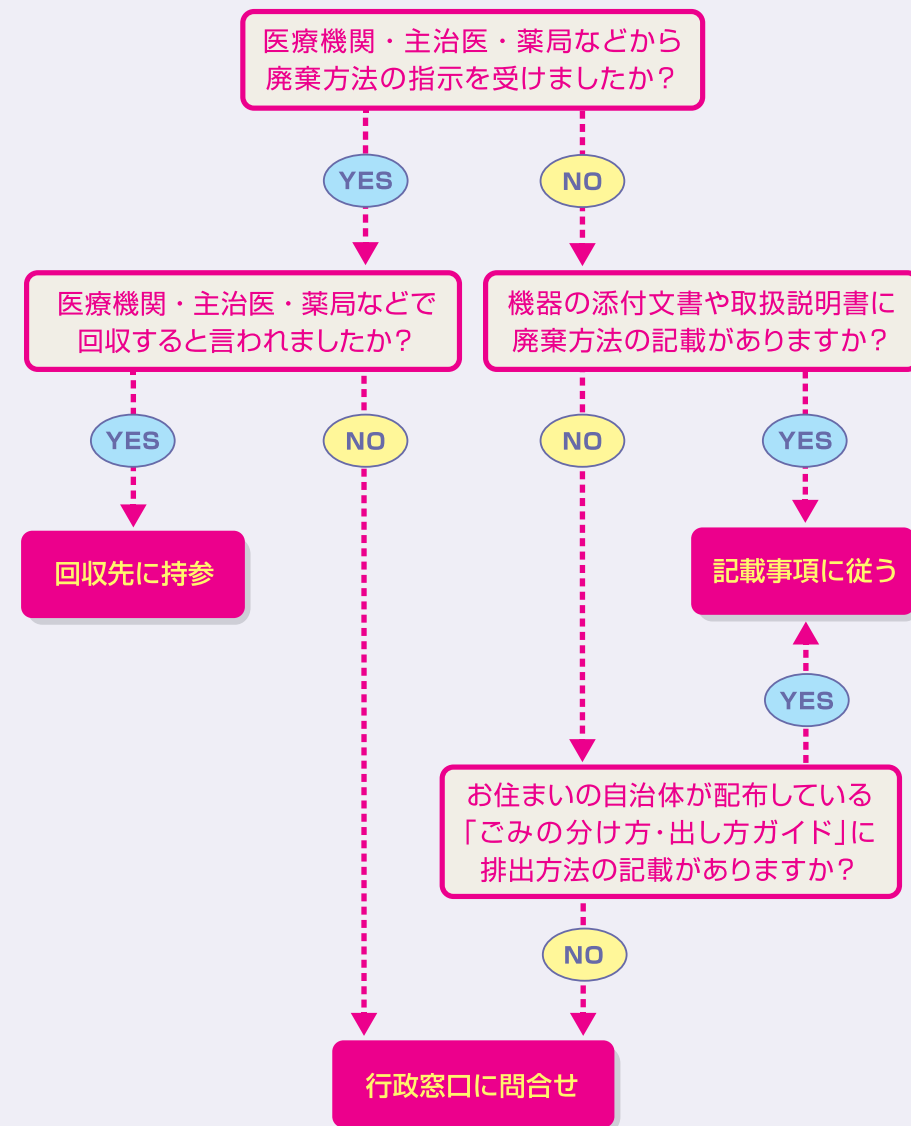 医療機関・主治医・薬局などから
廃棄方法の指示を受けましたか？
YES
NO
医療機関・主治医・薬局などで
回収すると言われましたか？
機器の添付文書や取扱説明書に
廃棄方法の記載がありますか？
YES
NO
NO
YES
回収先に持参
記載事項に従う
YES
お住まいの自治体が配布している
「ごみの分け方・出し方ガイド」に
排出方法の記載がありますか？
NO
行政窓口に問合せ